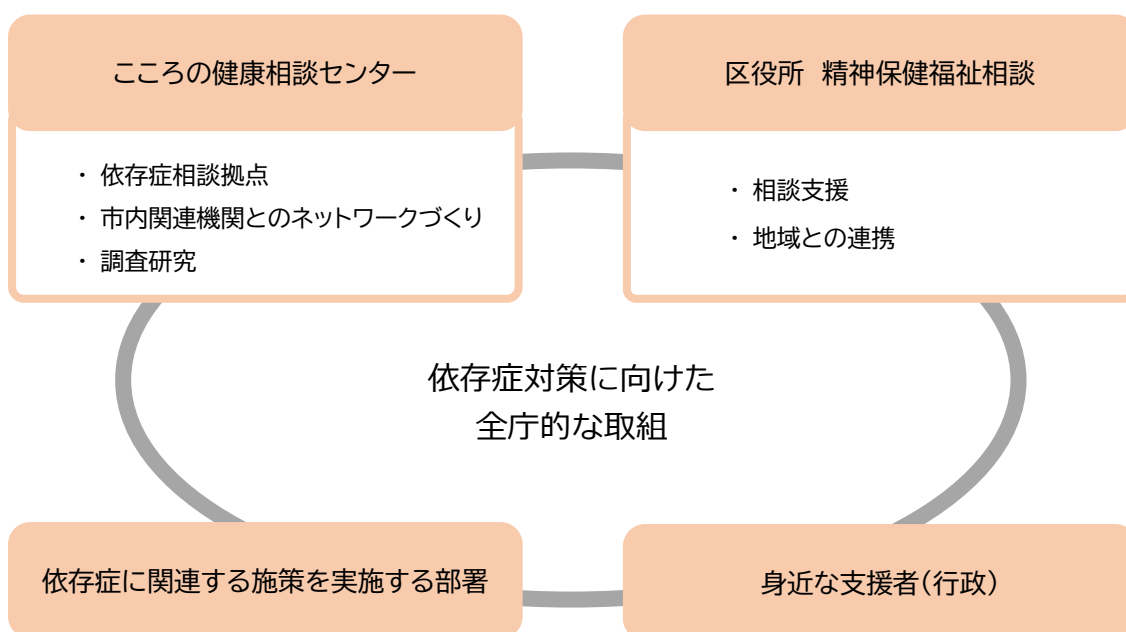 こころの健康相談センター
・ 依存症相談拠点
・ 市内関連機関とのネットワークづくり
・ 調査研究
区役所 精神保健福祉相談
・ 相談支援
・ 地域との連携
依存症対策に向けた
全庁的な取組
依存症に関連する施策を実施する部署
身近な支援者(行政)